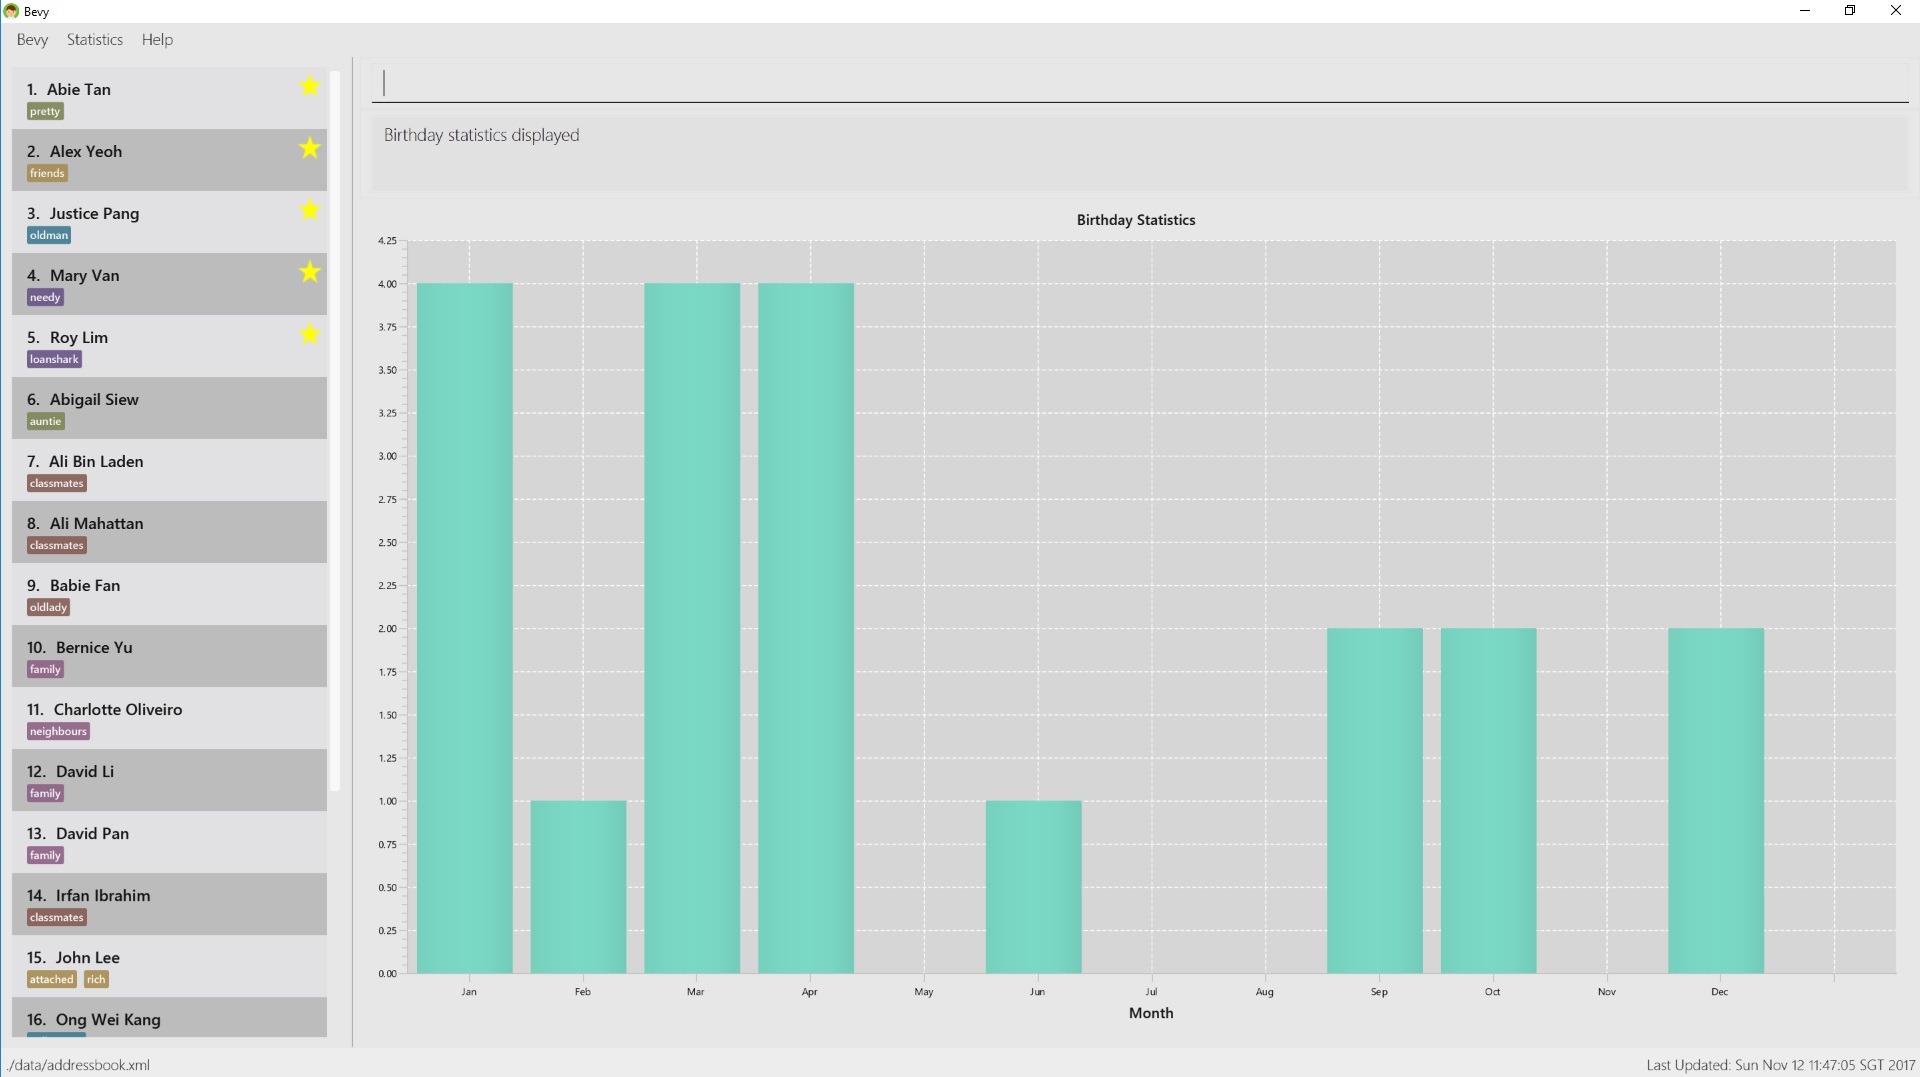 Bevy
Bevy Statistics Help
1. Abie Tan
pretty
2. Alex Yeoh
friends
3. Justice Pang
oldman
4. Mary Van
needy
5. Roy Lim
loanshark
6. Abigail Siew
auntie
7. Ali Bin Laden
classmates
8. Ali Mahattan
classmates
9. Babie Fan
oldlady
10. Bernice Yu
family
11. Charlotte Oliveiro
neighbours
12. David Li
family
13. David Pan
family
14. Irfan Ibrahim
classmates
15. John Lee
attached rich
16. Ong Wei Kang
Birthday statistics displayed
Birthday Statistics
4.25
4.00
3.75
3.50
3.25
3.00
2.75
2.50
2.25
2.00
1.75
1.50
1.25
1.00
0.75
0.50
0.25
0.00
Jan Feb Mar Apr May Jun Jul Aug Sep Oct Nov Dec
Month
./data/addressbook.xml
Last Updated: Sun Nov 12 11:47:05 SGT 2017